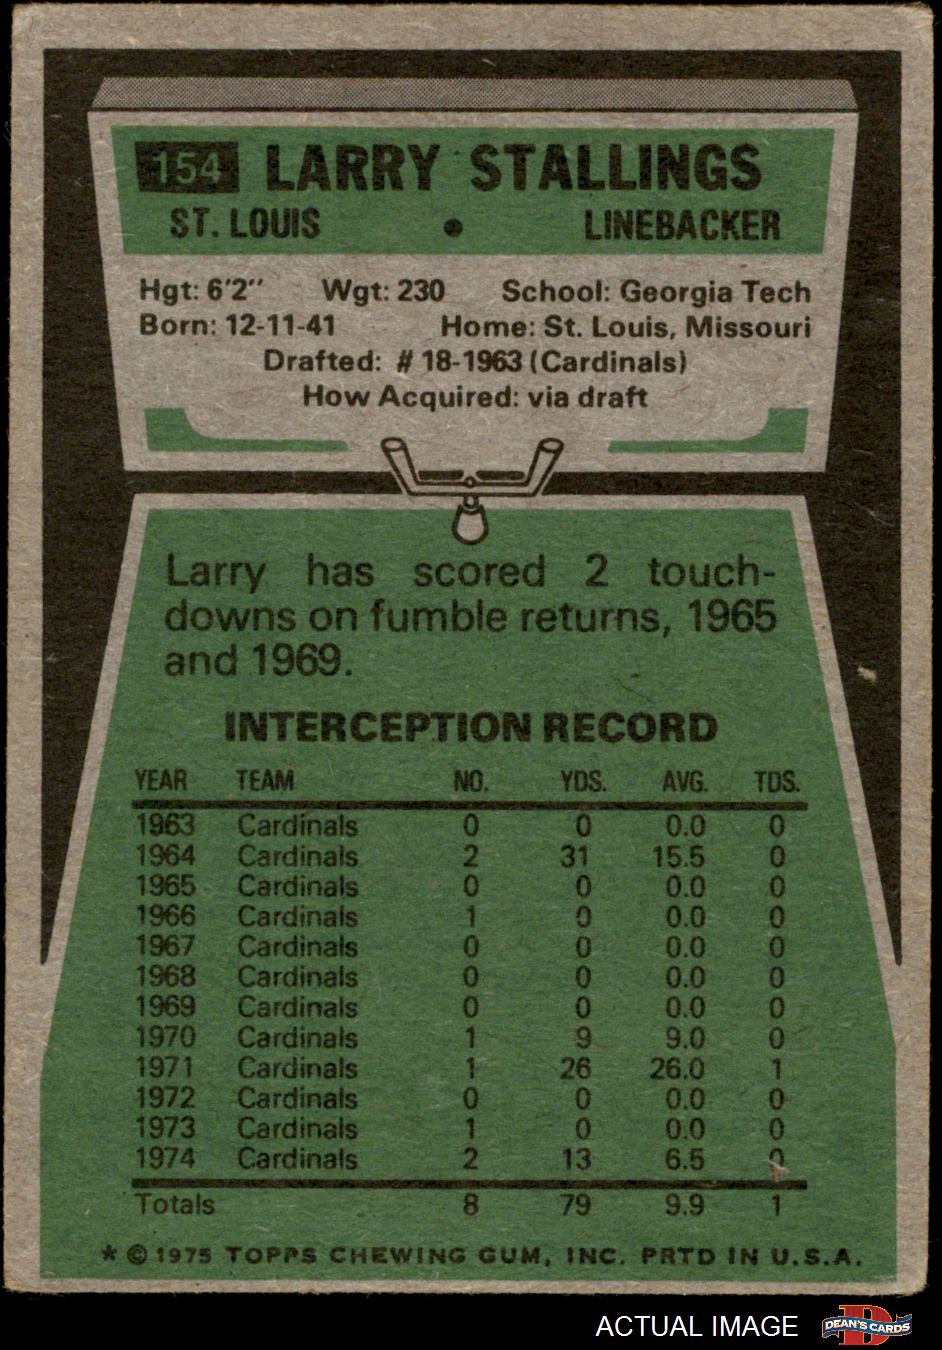 154 LARRY STALLINGS
ST. LOUIS • LINEBACKER
Hgt: 6'2" Wgt: 230 School: Georgia Tech
Born: 12-11-41 Home: St. Louis, Missouri
Drafted: # 18-1963 (Cardinals)
How Acquired: via draft
Larry has scored 2 touch-
downs on fumble returns, 1965
and 1969.
INTERCEPTION RECORD
YEAR TEAM NO. YDS. AVG. TDS.
1963 Cardinals 0 0 0.0 0
1964 Cardinals 2 31 15.5 0
1965 Cardinals 0 0 0.0 0
1966 Cardinals 1 0 0.0 0
1967 Cardinals 0 0 0.0 0
1968 Cardinals 0 0 0.0 0
1969 Cardinals 0 0 0.0 0
1970 Cardinals 1 9 9.0 0
1971 Cardinals 1 26 26.0 1
1972 Cardinals 0 0 0.0 0
1973 Cardinals 1 0 0.0 0
1974 Cardinals 2 13 6.5 0
Totals 8 79 9.9 1
* © 1975 TOPPS CHEWING GUM, INC. PRTD IN U.S.A.
ACTUAL IMAGE D DEAN'S CARDS